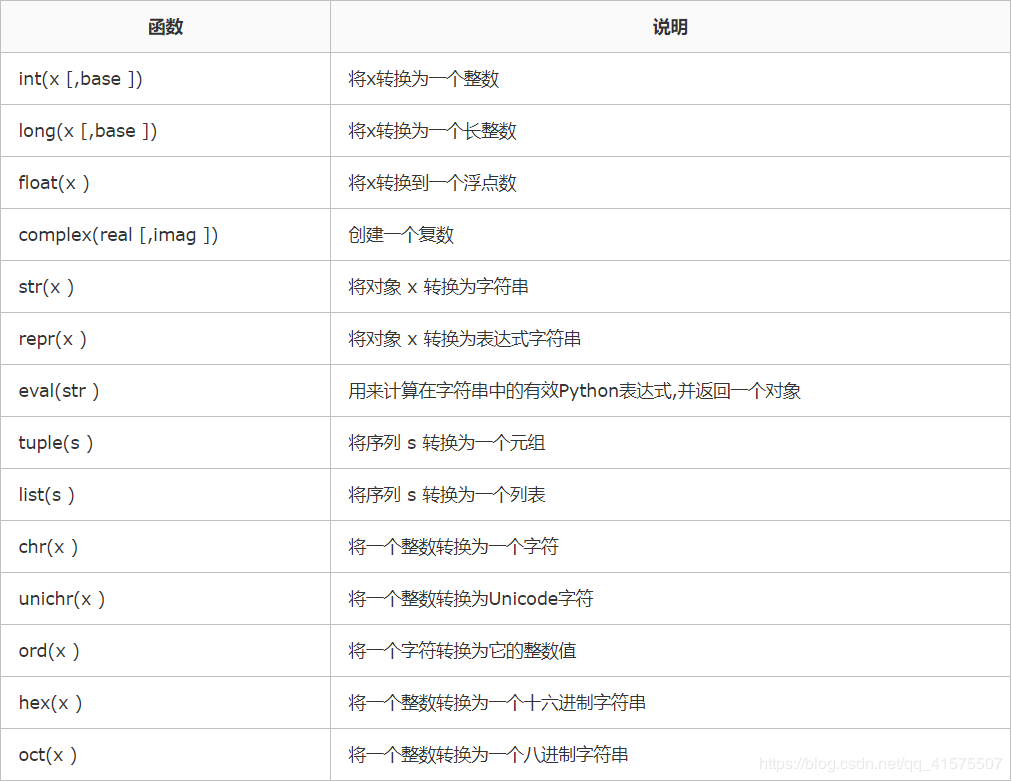 函数 说明
int(x [,base ]) 将x转换为一个整数
long(x [,base ]) 将x转换为一个长整数
float(x ) 将x转换到一个浮点数
complex(real [,imag ]) 创建一个复数
str(x ) 将对象 x 转换为字符串
repr(x ) 将对象 x 转换为表达式字符串
eval(str ) 用来计算在字符串中的有效Python表达式,并返回一个对象
tuple(s ) 将序列 s 转换为一个元组
list(s ) 将序列 s 转换为一个列表
chr(x ) 将一个整数转换为一个字符
unichr(x ) 将一个整数转换为Unicode字符
ord(x ) 将一个字符转换为它的整数值
hex(x ) 将一个整数转换为一个十六进制字符串
oct(x ) 将一个整数转换为一个八进制字符串
https://blog.csdn.net/qq_41575507